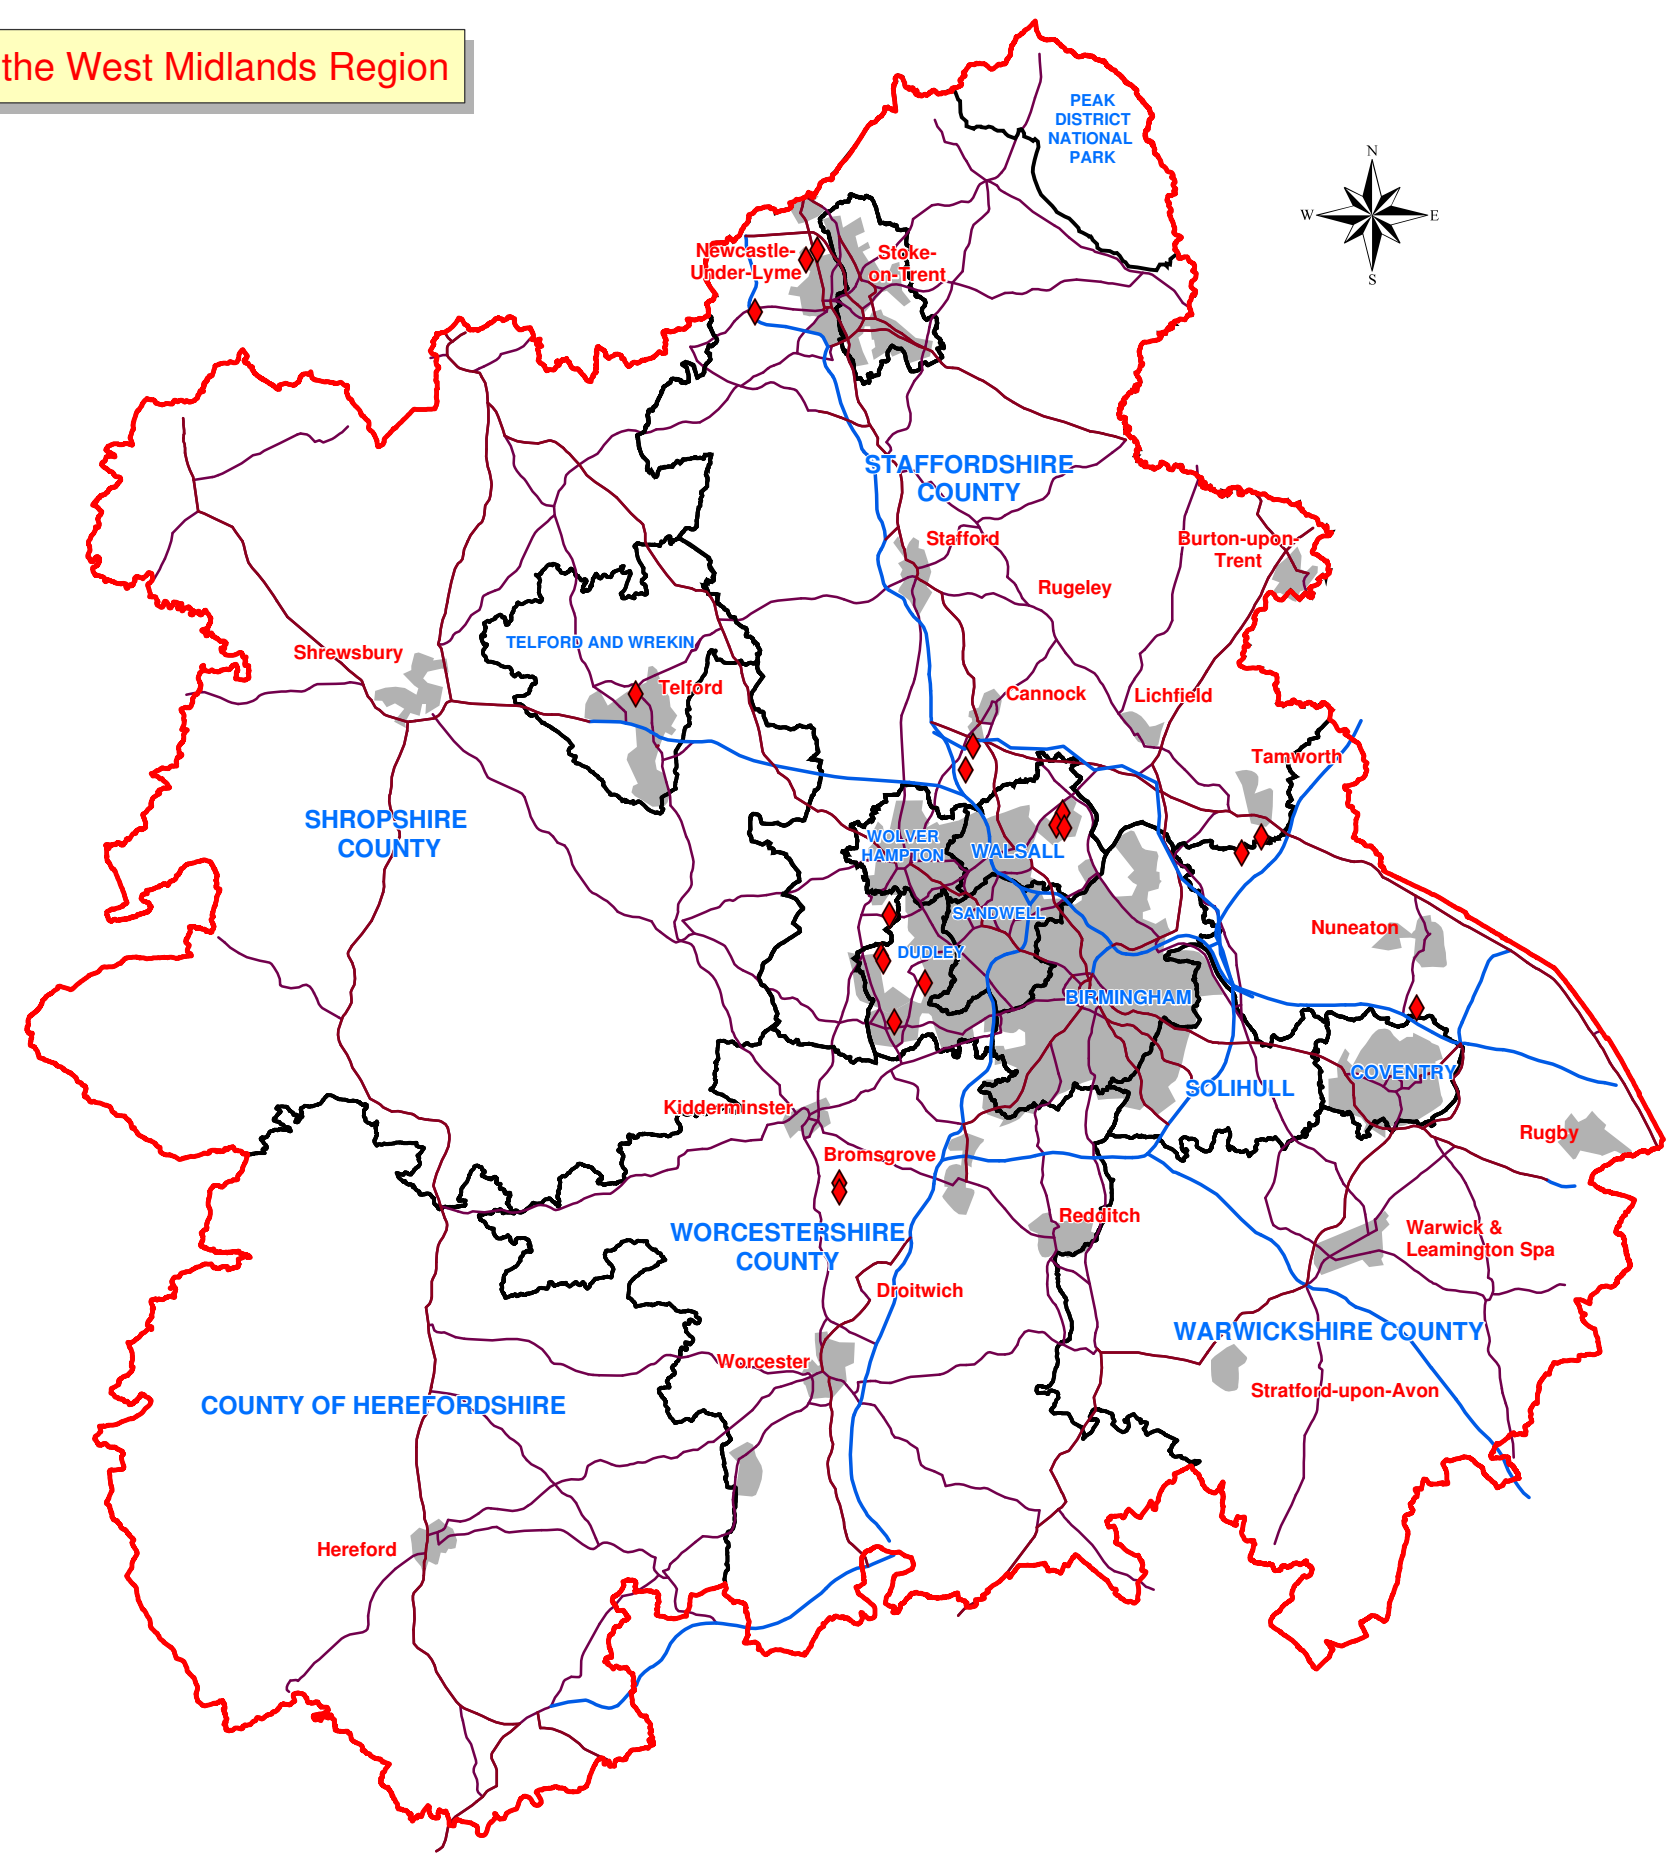 the West Midlands Region
PEAK
DISTRICT
NATIONAL
PARK
N
W
E
S
Newcastle-
Under-Lyme
Stoke-
on-Trent
STAFFORDSHIRE
COUNTY
Stafford
Burton-upon-
Trent
Rugeley
TELFORD AND WREKIN
Shrewsbury
Telford
Cannock
Lichfield
Tamworth
SHROPSHIRE
COUNTY
WOLVER
HAMPTON
WALSALL
SANDWELL
Nuneaton
DUDLEY
BIRMINGHAM
COVENTRY
SOLIHULL
Kidderminster
Rugby
Bromsgrove
Redditch
WORCESTERSHIRE
COUNTY
Warwick &
Leamington Spa
Droitwich
WARWICKSHIRE COUNTY
Worcester
Stratford-upon-Avon
COUNTY OF HEREFORDSHIRE
Hereford